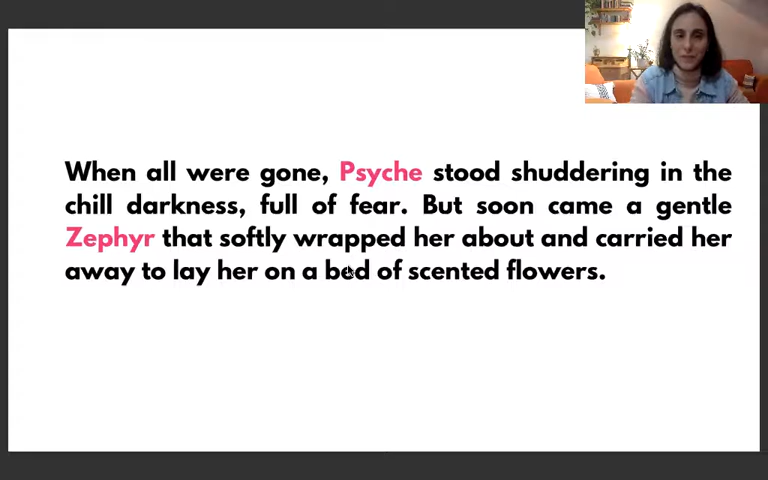 When all were gone, Psyche stood shuddering in the
chill darkness, full of fear. But soon came a gentle
Zephyr that softly wrapped her about and carried her
away to lay her on a bed of scented flowers.